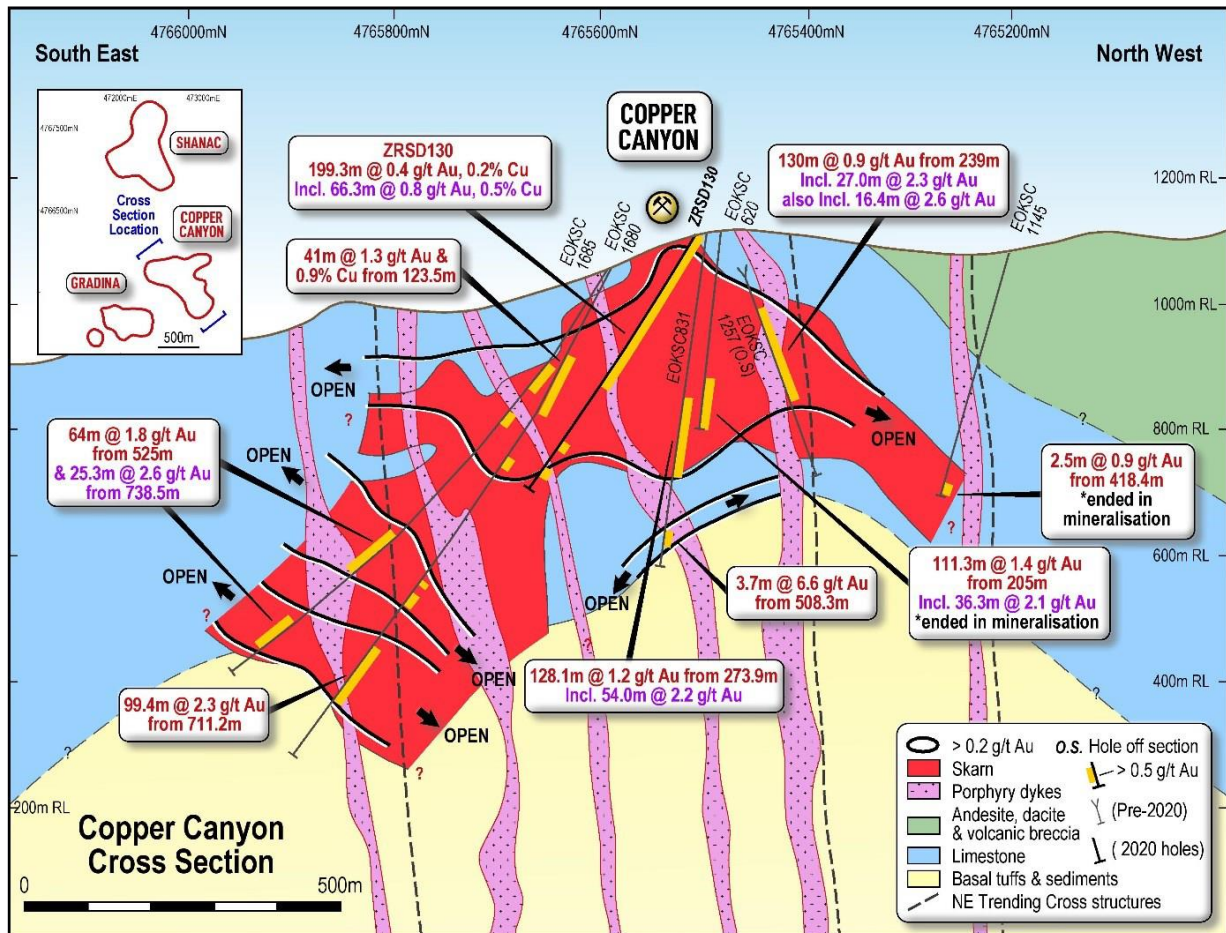 4766000mN
4765800mN
4765600mN
4765400mN
4765200mN
South East
North West
472000mE
473000mE
4767500mN
SHANAC
4766500mN
Cross
Section
Location
COPPER
CANYON
GRADINA
500m
COPPER
CANYON
ZRSD130
199.3m @ 0.4 g/t Au, 0.2% Cu
Incl. 66.3m @ 0.8 g/t Au, 0.5% Cu
130m @ 0.9 g/t Au from 239m
Incl. 27.0m @ 2.3 g/t Au
also Incl. 16.4m @ 2.6 g/t Au
41m @ 1.3 g/t Au &
0.9% Cu from 123.5m
EOKSC
1685
EOKSC
1680
ZRSD130
EOKSC
620
EOKSC
1145
EOKSC831
EOKSC
1257 (O.S)
1200m RL
1000m RL
800m RL
600m RL
400m RL
200m RL
OPEN
OPEN
OPEN
OPEN
OPEN
OPEN
OPEN
?
?
?
?
?
?
?
?
?
?
64m @ 1.8 g/t Au
from 525m
& 25.3m @ 2.6 g/t Au
from 738.5m
2.5m @ 0.9 g/t Au
from 418.4m
*ended in
mineralisation
111.3m @ 1.4 g/t Au
from 205m
Incl. 36.3m @ 2.1 g/t Au
*ended in mineralisation
3.7m @ 6.6 g/t Au
from 508.3m
128.1m @ 1.2 g/t Au from 273.9m
Incl. 54.0m @ 2.2 g/t Au
99.4m @ 2.3 g/t Au
from 711.2m
Copper Canyon
Cross Section
0
500m
> 0.2 g/t Au
Skarn
Porphyry dykes
Andesite, dacite
& volcanic breccia
Limestone
Basal tuffs & sediments
NE Trending Cross structures
O.S. Hole off section
> 0.5 g/t Au
(Pre-2020)
( 2020 holes)